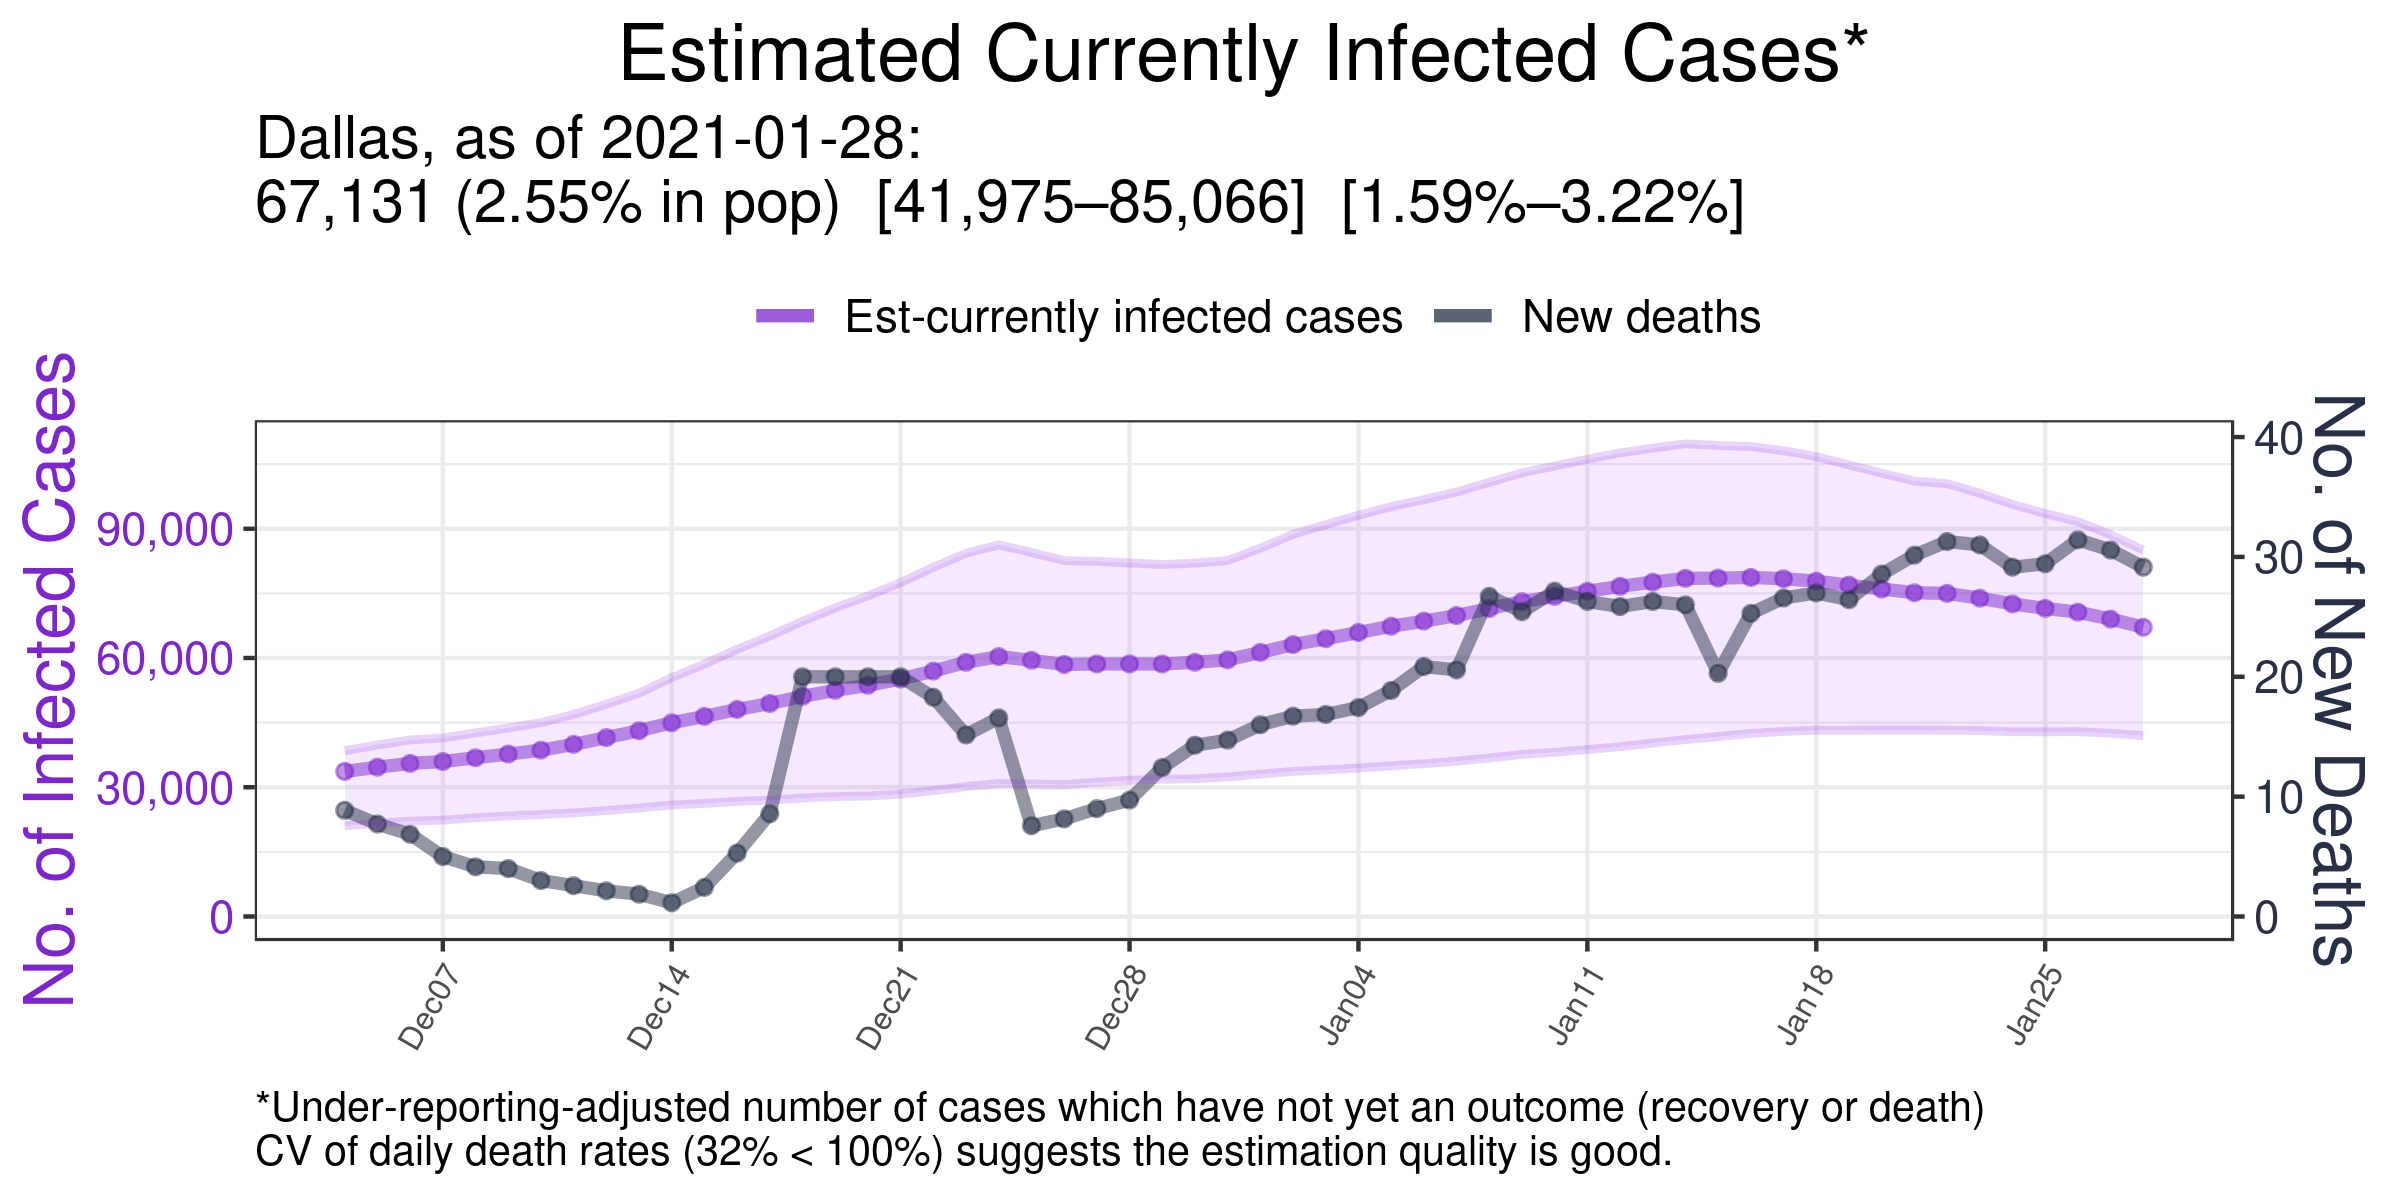 Estimated Currently Infected Cases*
Dallas, as of 2021-01-28:
67,131 (2.55% in pop)  [41,975–85,066]  [1.59%–3.22%]
Est-currently infected cases
New deaths
No. of Infected Cases
90,000
60,000
30,000
0
40
30
20
10
0
No. of New Deaths
Dec07
Dec14
Dec21
Dec28
Jan04
Jan11
Jan18
Jan25
*Under-reporting-adjusted number of cases which have not yet an outcome (recovery or death)
CV of daily death rates (32% < 100%) suggests the estimation quality is good.